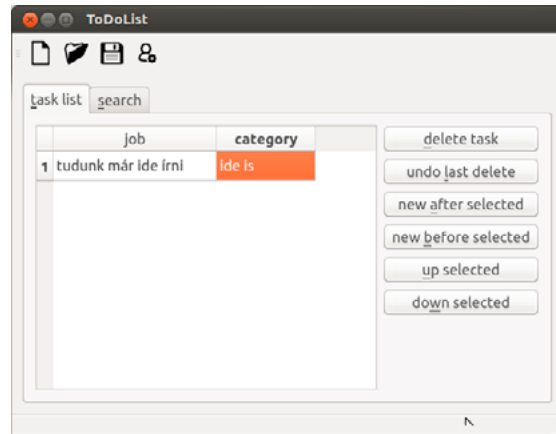 ToDoList
task list search
job category
delete task
1 tudunk már ide írni ide is
undo last delete
new after selected
new before selected
up selected
down selected